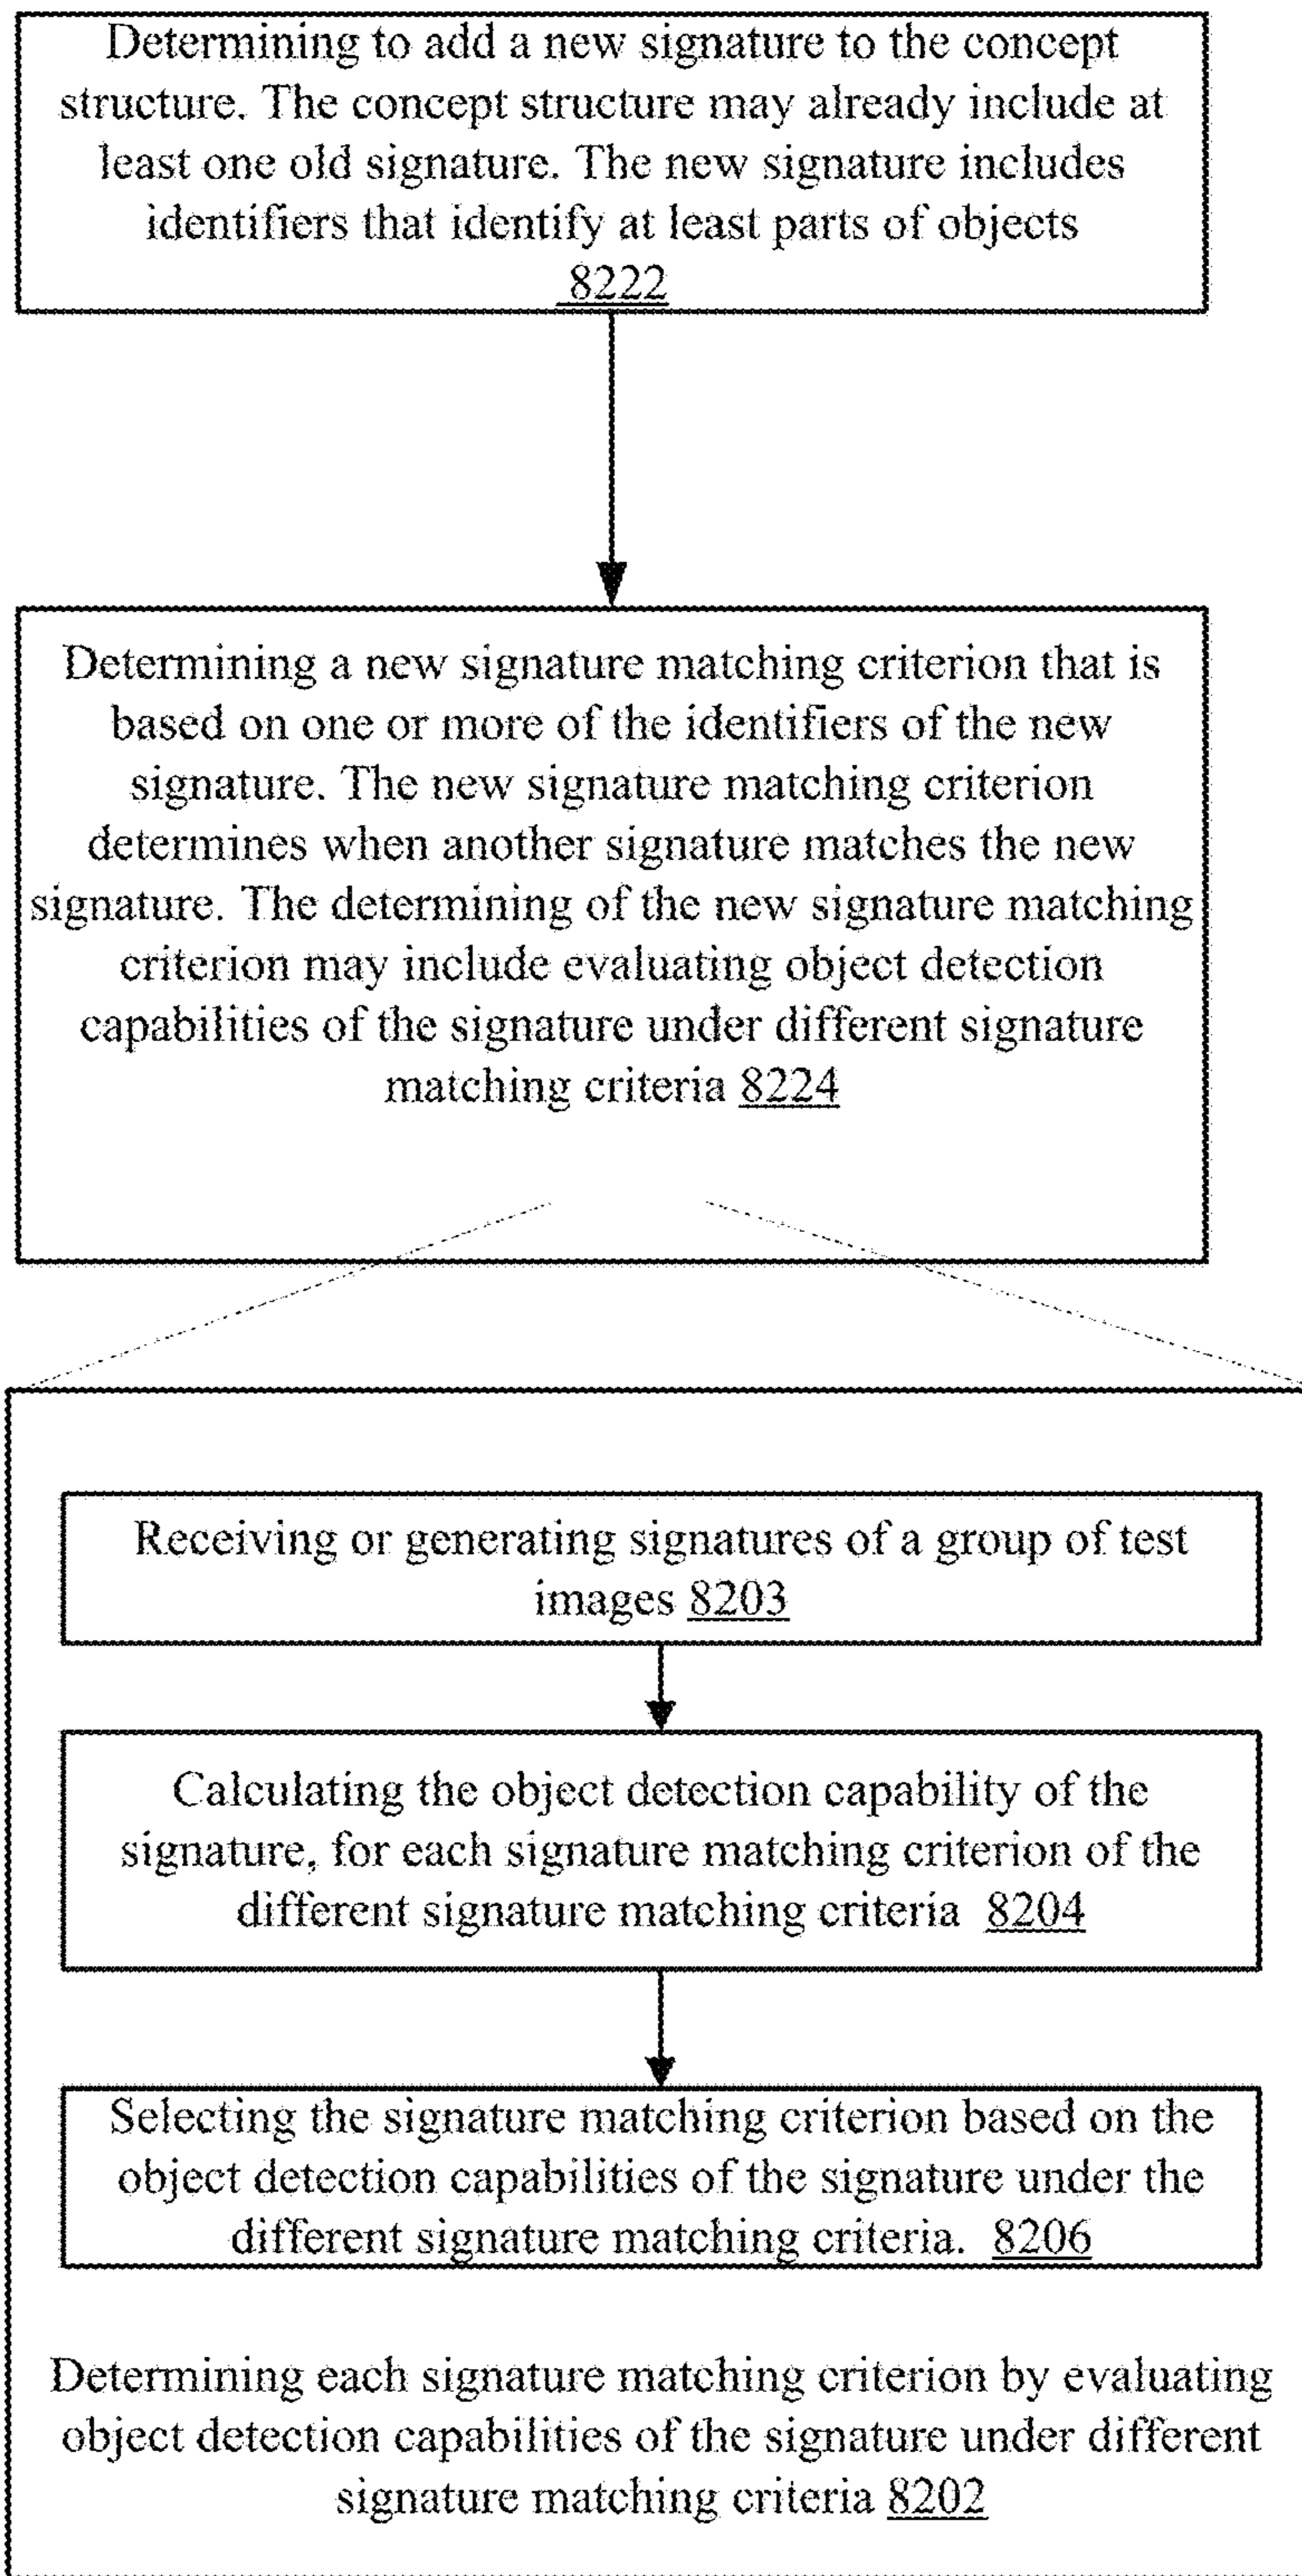 Determining to add a new signature to the concept
structure. The concept structure may already include at
least one old signature. The new signature includes
identifiers that identify at least parts of objects
8222
Determining a new signature matching criterion that is
based on one or more of the identifiers of the new
signature. The new signature matching criterion
determines when another signature matches the new
signature. The determining of the new signature matching
criterion may include evaluating object detection
capabilities of the signature under different signature
matching criteria 8224
Receiving or generating signatures of a group of test
images 8203
Calculating the object detection capability of the
signature, for each signature matching criterion of the
different signature matching criteria 8204
Selecting the signature matching criterion based on the
object detection capabilities of the signature under the
different signature matching criteria. 8206
Determining each signature matching criterion by evaluating
object detection capabilities of the signature under different
signature matching criteria 8202